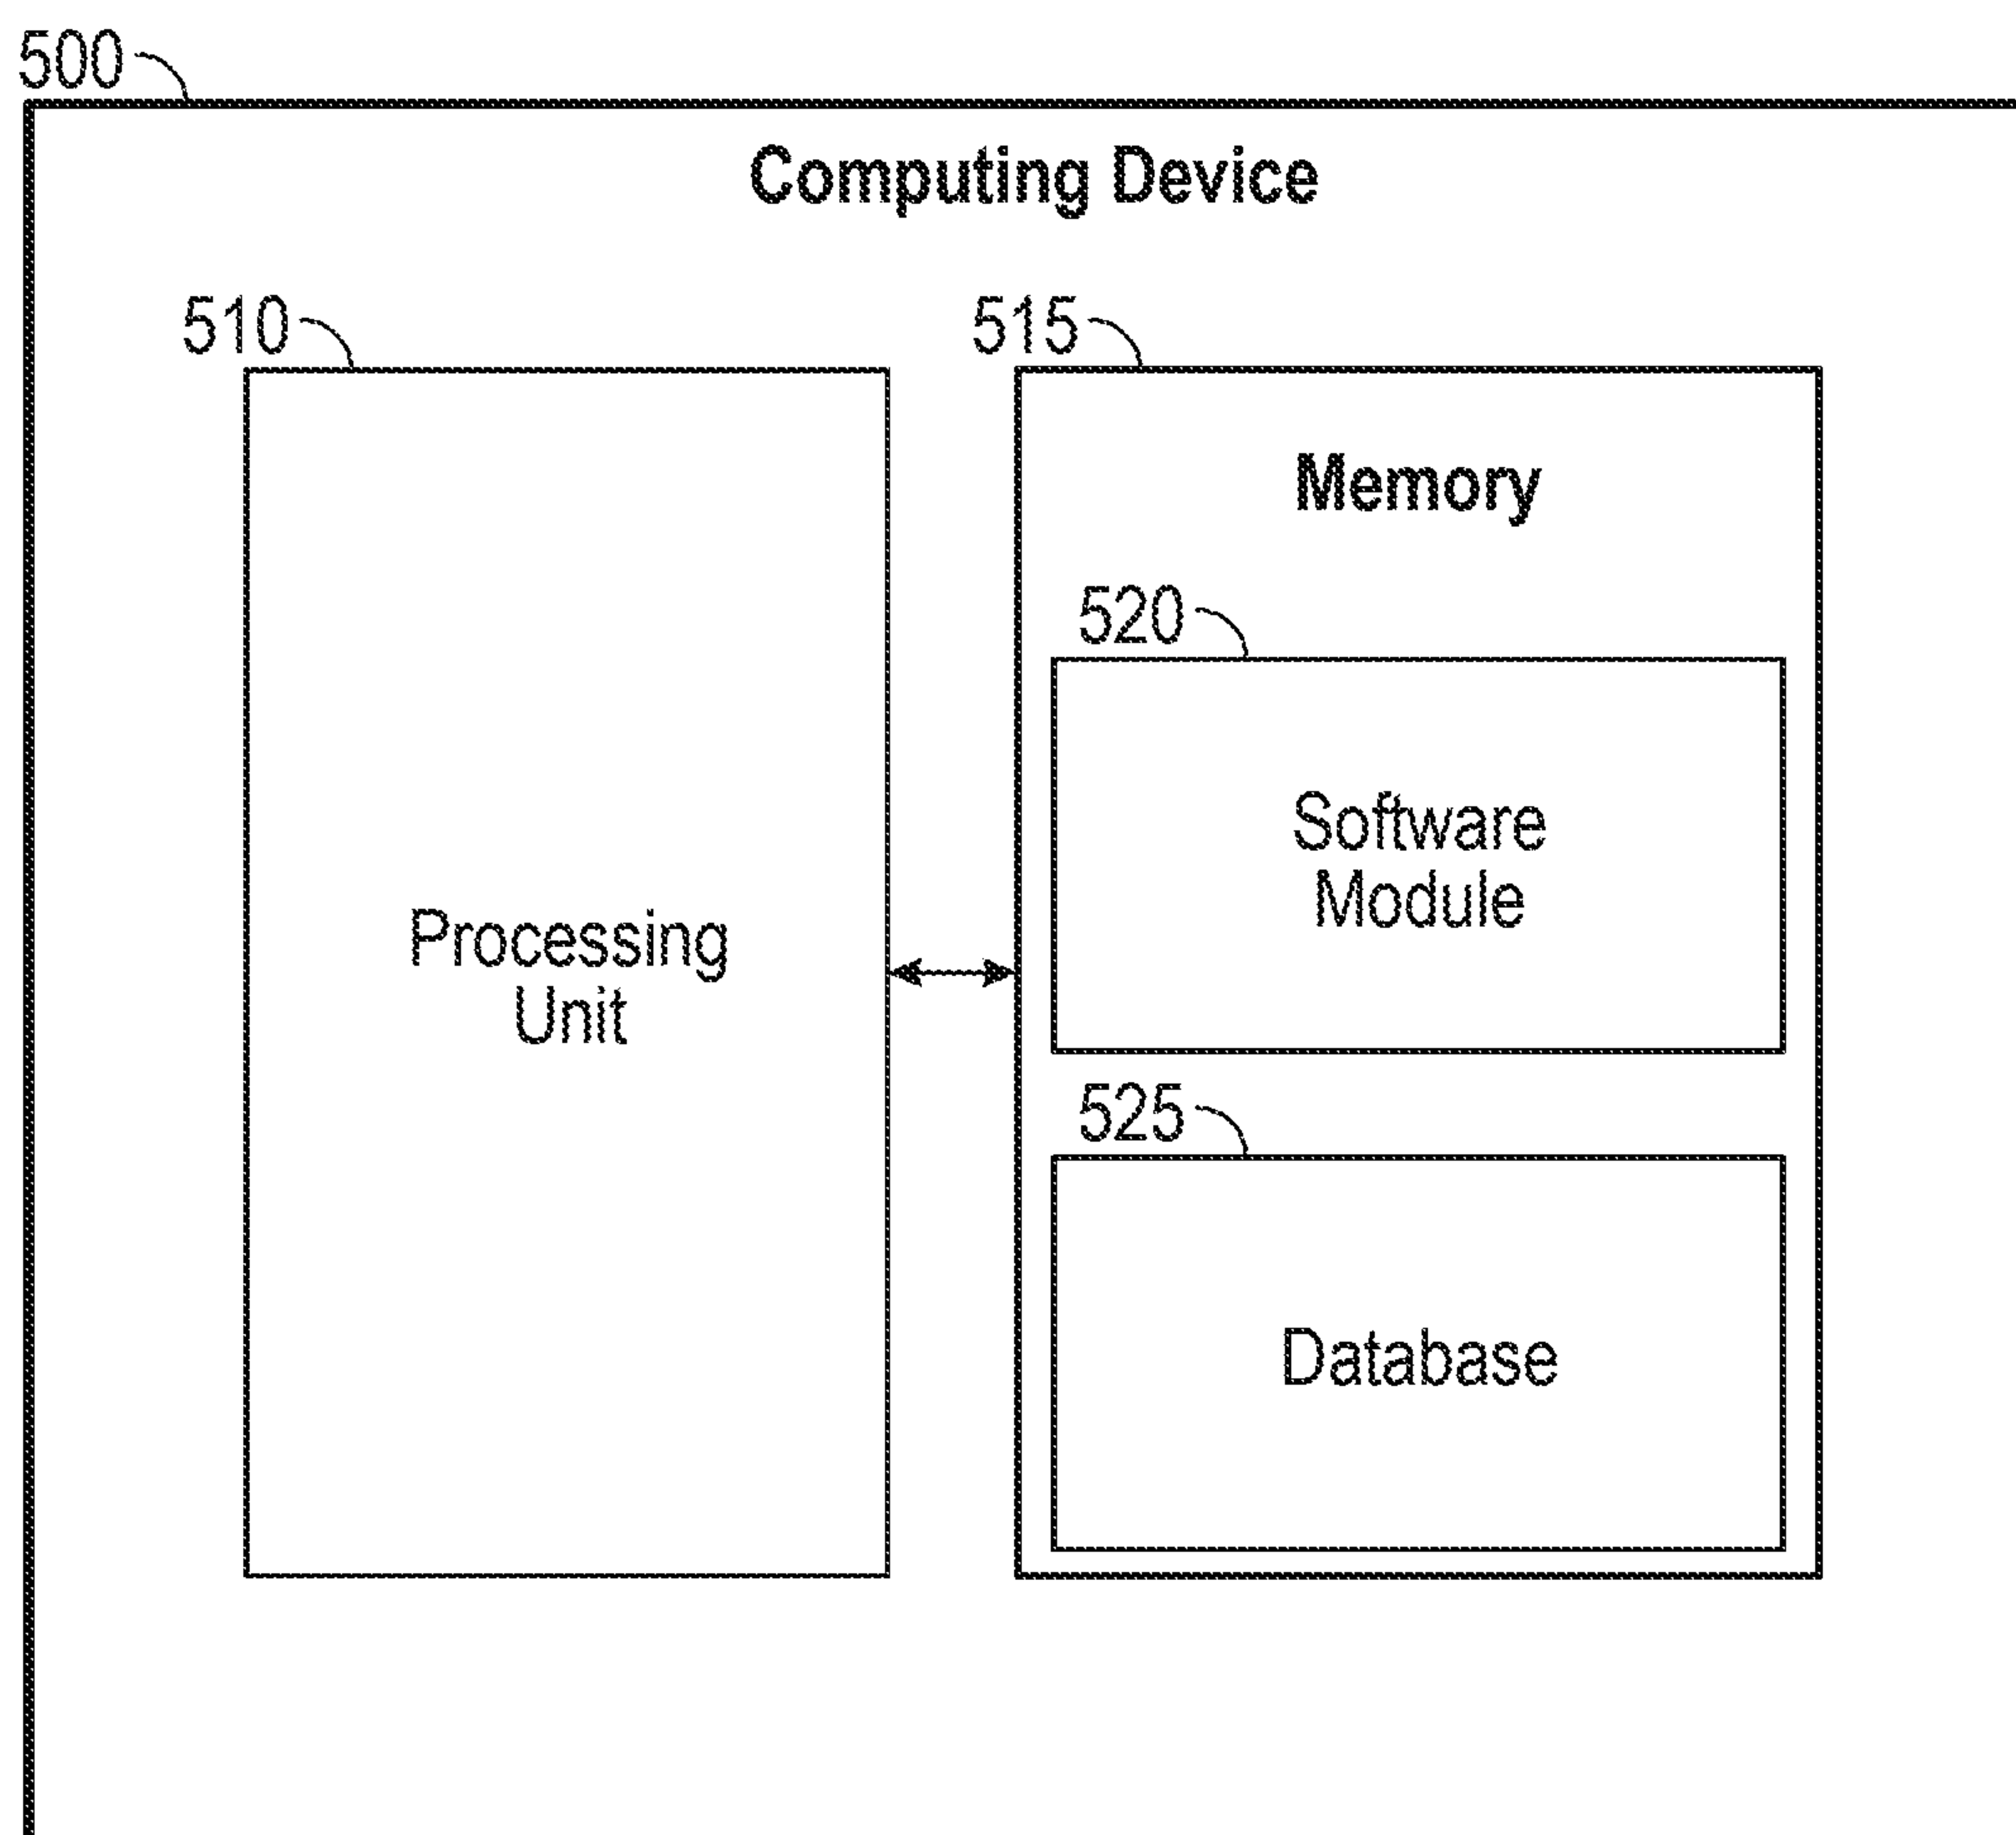 500
Computing Device
510
515
Memory
520
Software
Module
Processing
Unit
525
Database